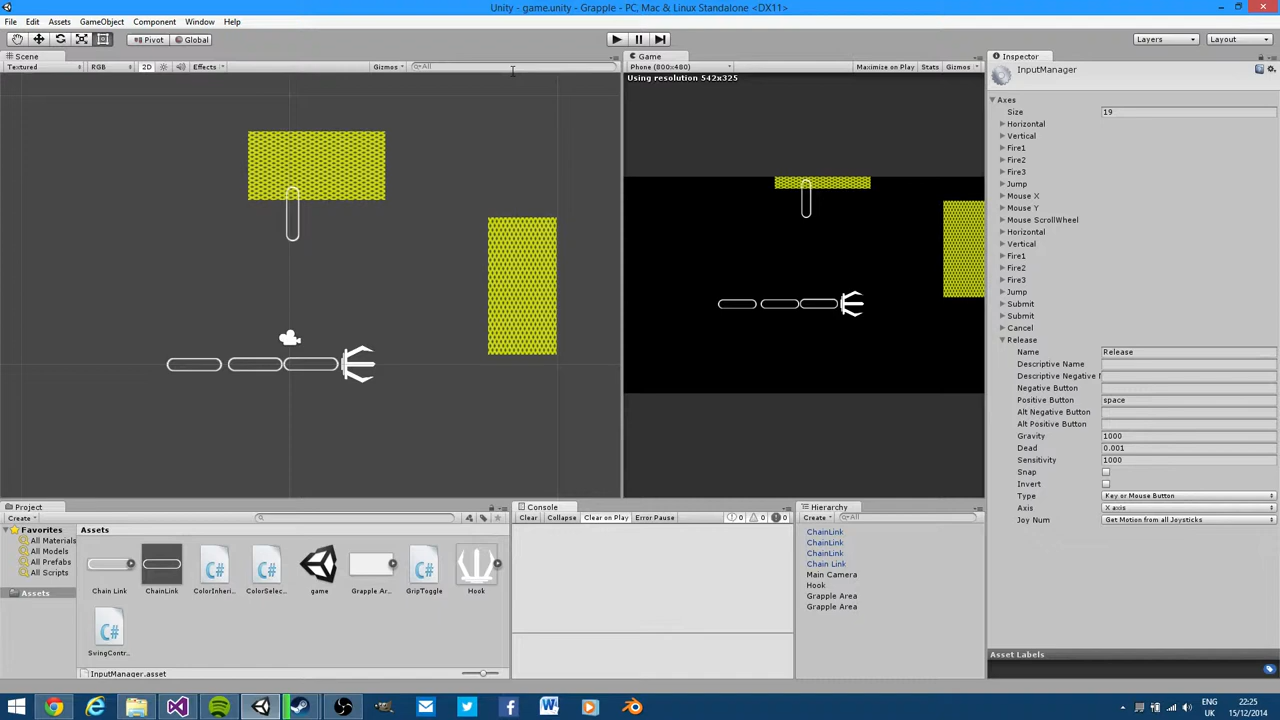 Unity - game.unity - Grapple - PC, Mac & Linux Standalone <DX11>
File Edit Assets GameObject Component Window Help
Pivot Global Layers Layout
Scene
Textured RGB 2D Effects Gizmos All
Game
Phone (800x480) Maximize on Play Stats Gizmos
Using resolution 542x325
Inspector
InputManager
Axes
Size 19
Horizontal
Vertical
Fire1
Fire2
Fire3
Jump
Mouse X
Mouse Y
Mouse ScrollWheel
Horizontal
Vertical
Fire1
Fire2
Fire3
Jump
Submit
Submit
Cancel
Release
Name Release
Descriptive Name
Descriptive Negative N
Negative Button
Positive Button space
Alt Negative Button
Alt Positive Button
Gravity 1000
Dead 0.001
Sensitivity 1000
Snap
Invert
Type Key or Mouse Button
Axis X axis
Joy Num Get Motion from all Joysticks
Asset Labels
Project
Create
Favorites
All Materials
All Models
All Prefabs
All Scripts
Assets
Assets
Chain Link ChainLink ColorInheri... ColorSelec... game Grapple Ar... GripToggle Hook
SwingContr...
InputManager.asset
Console
Clear Collapse Clear on Play Error Pause 0 0 0
Hierarchy
Create All
ChainLink
ChainLink
ChainLink
Chain Link
Main Camera
Hook
Grapple Area
Grapple Area
ENG
UK
22:25
15/12/2014